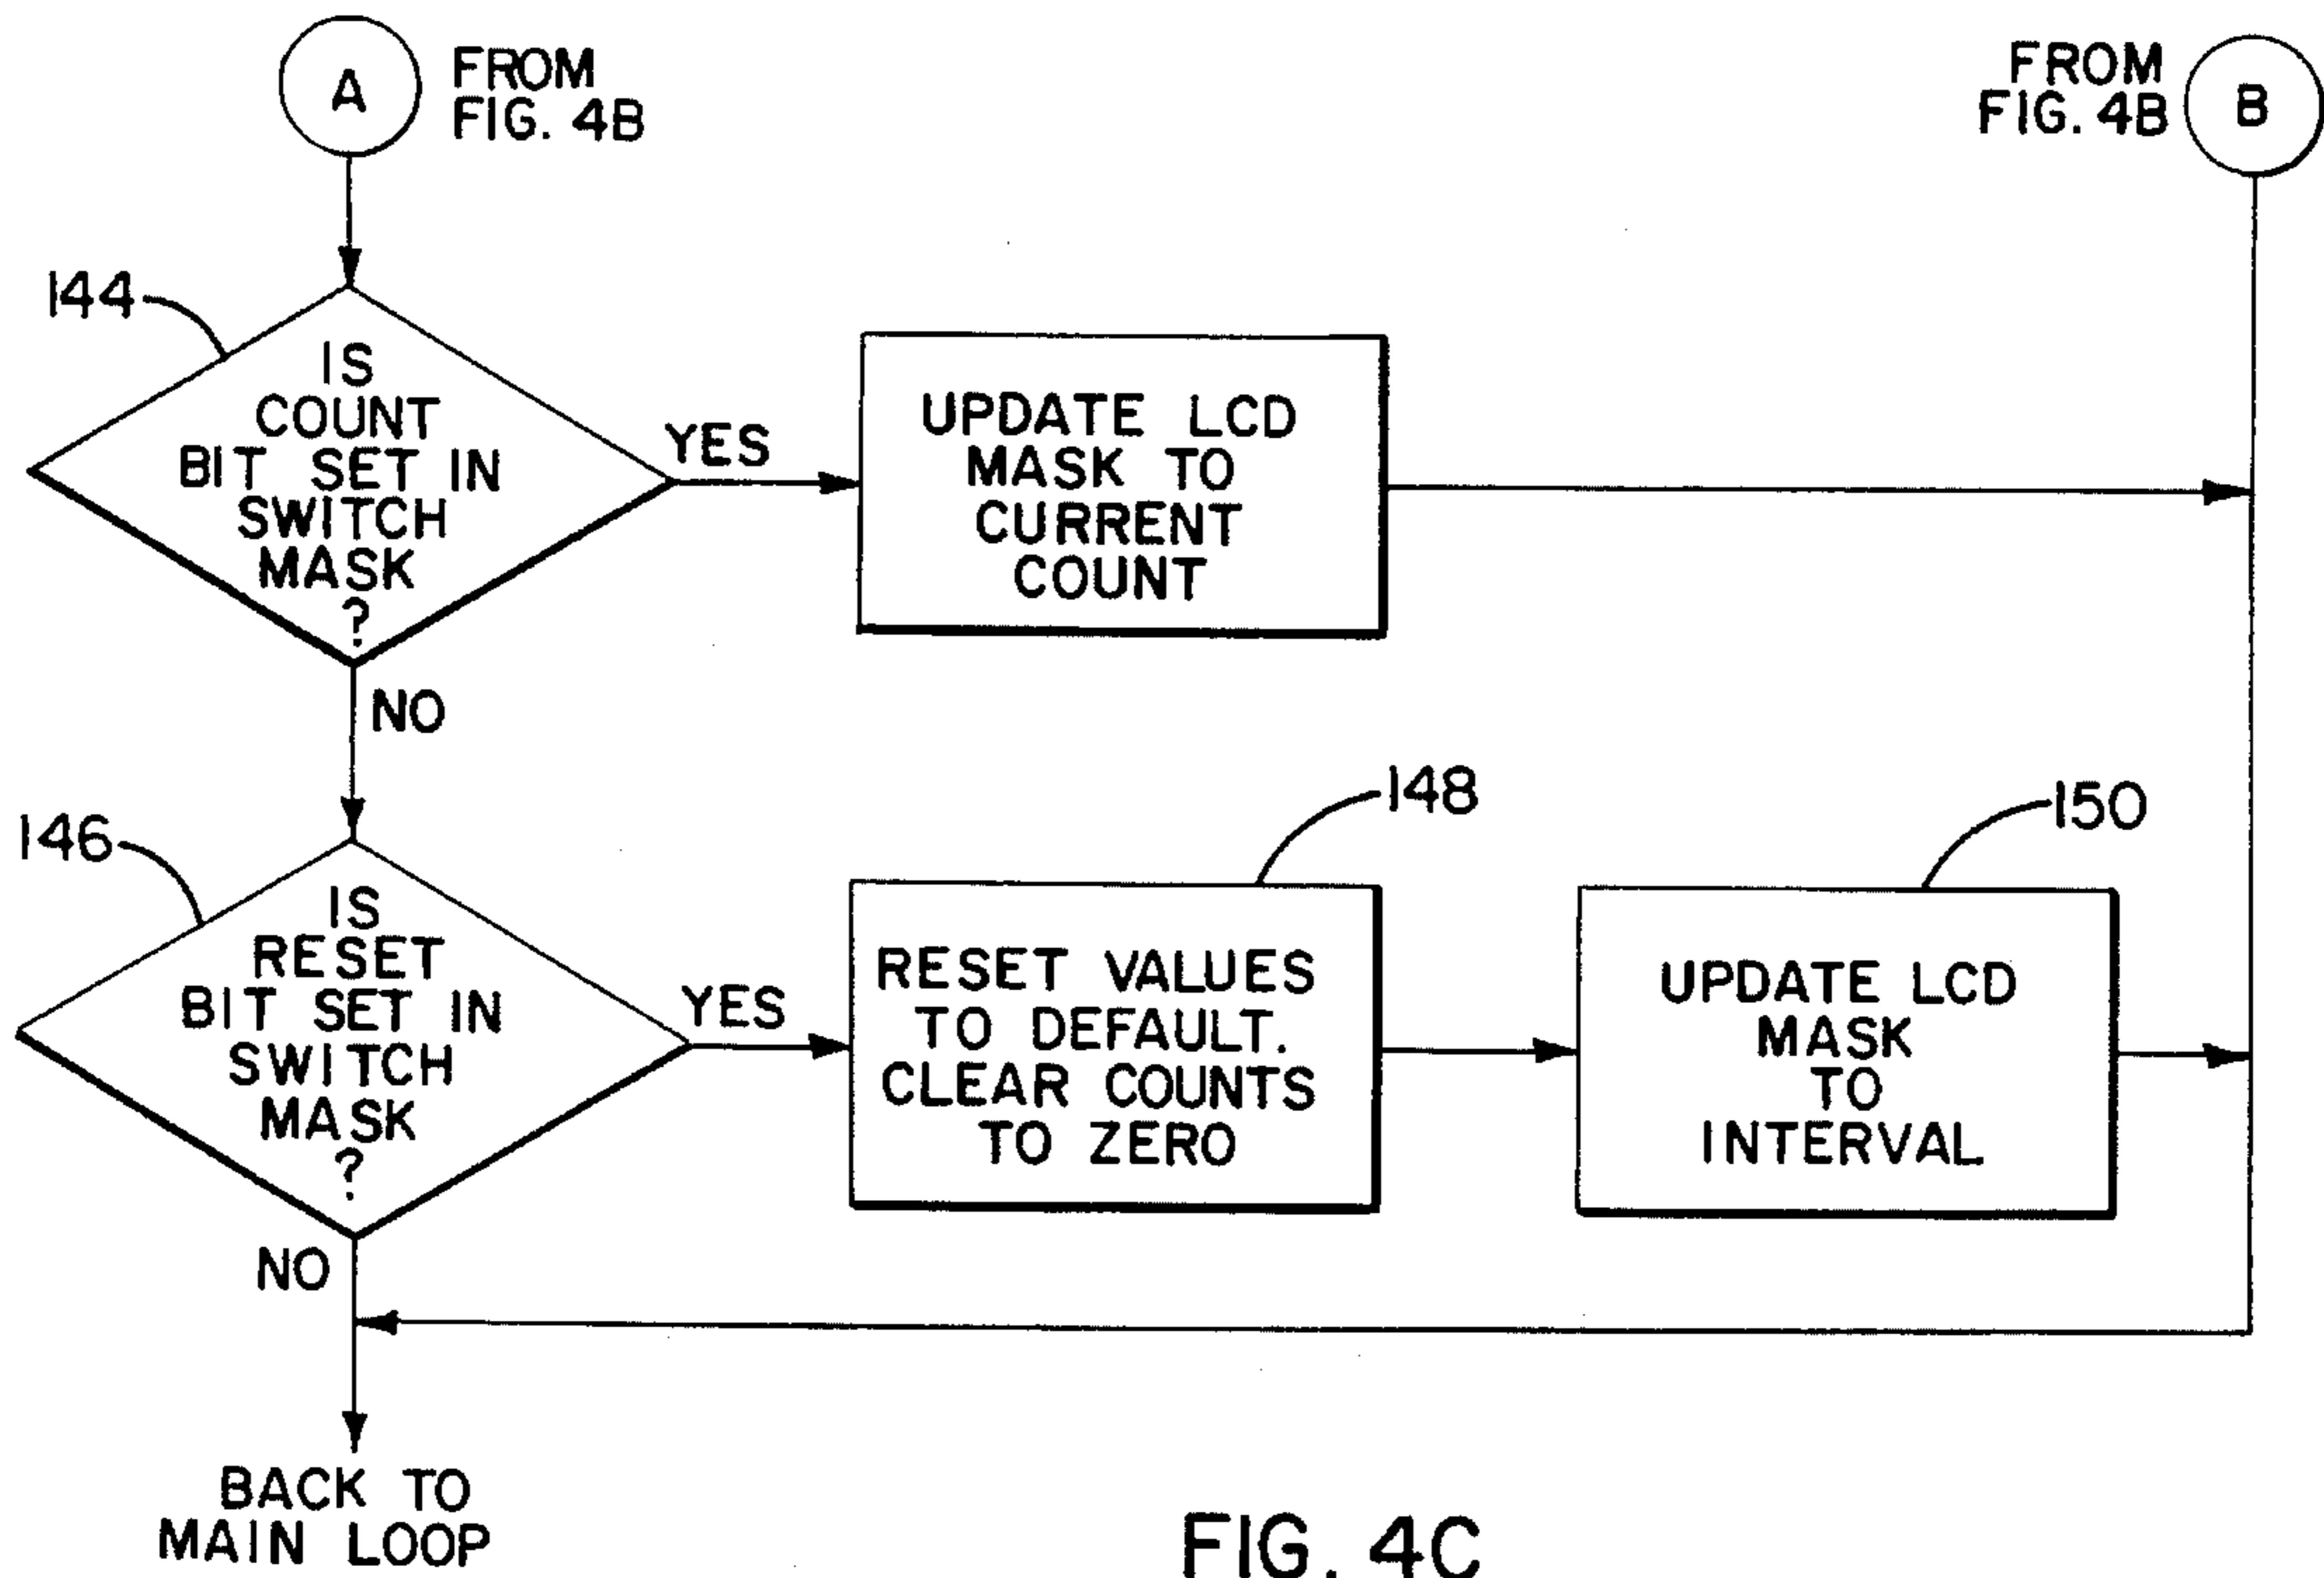 A
FROM
FIG. 4B
FROM
FIG. 4B
B
144
IS
COUNT
BIT SET IN
SWITCH
MASK
?
YES
UPDATE LCD
MASK TO
CURRENT
COUNT
NO
146
IS
RESET
BIT SET IN
SWITCH
MASK
?
YES
148
RESET VALUES
TO DEFAULT.
CLEAR COUNTS
TO ZERO
150
UPDATE LCD
MASK
TO
INTERVAL
NO
BACK TO
MAIN LOOP
FIG. 4C